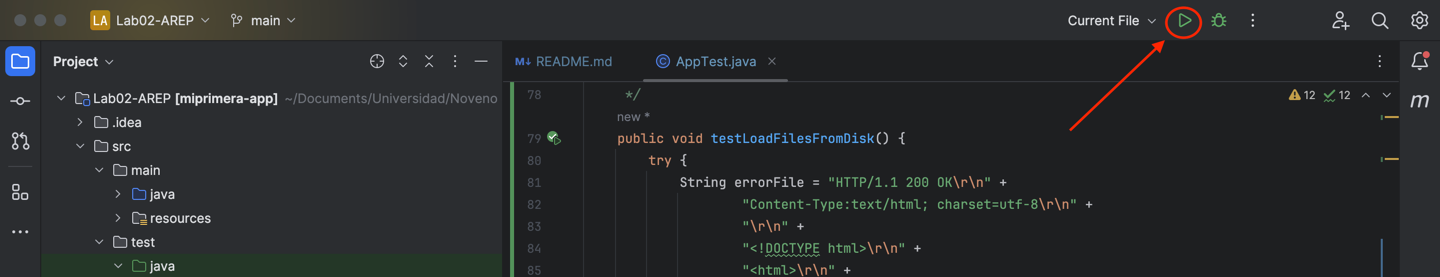 LA Lab02-AREP main Current File
Project
README.md AppTest.java
Lab02-AREP [miprimera-app] ~/Documents/Universidad/Noveno
.idea
src
main
java
resources
test
java
78 */ 12 12
new *
79 public void testLoadFilesFromDisk() {
80 try {
81 String errorFile = "HTTP/1.1 200 OK\r\n" +
82 "Content-Type:text/html; charset=utf-8\r\n" +
83 "\r\n" +
84 "<!DOCTYPE html>\r\n" +
85 "<html>\r\n" +
m